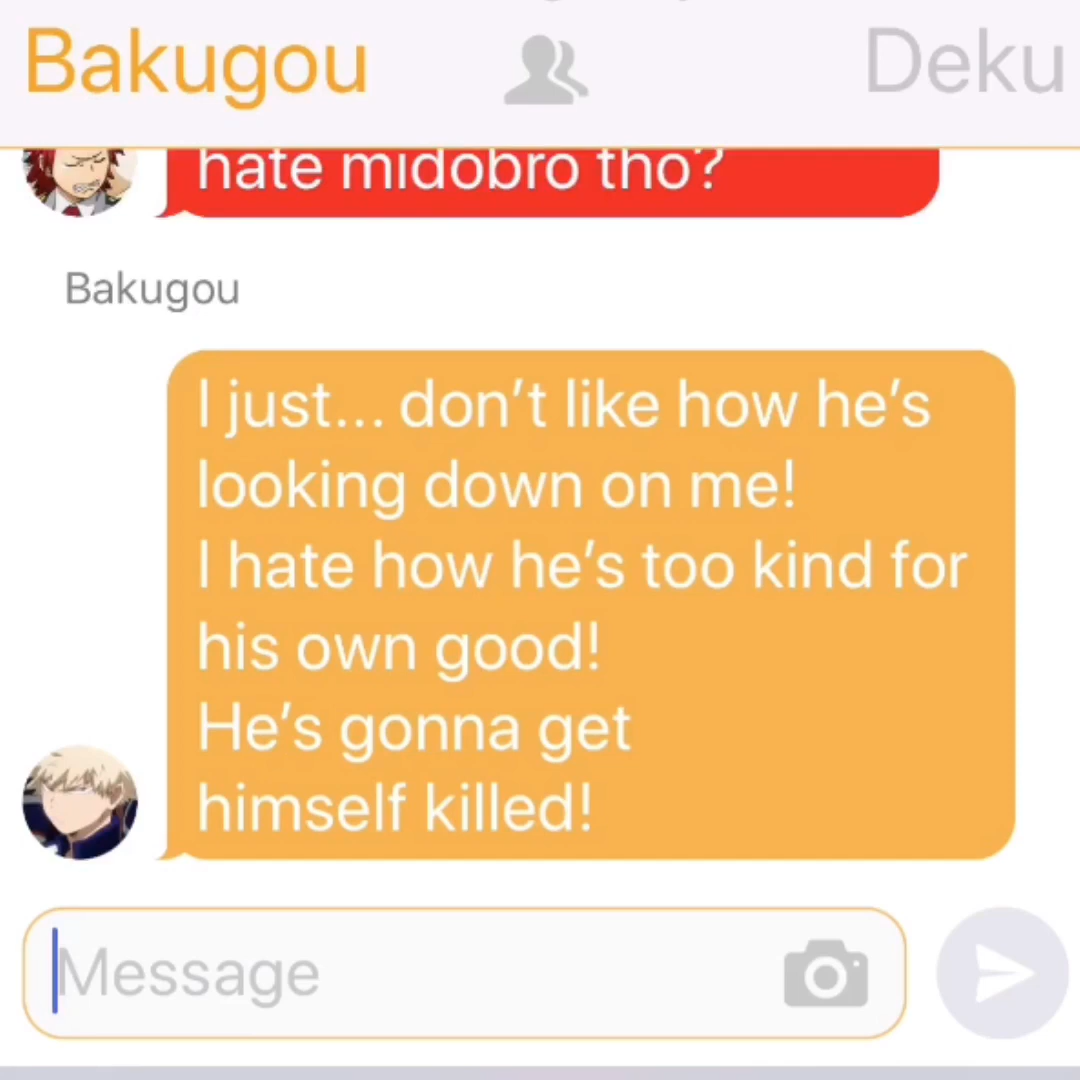 Bakugou Deku
hate midobro tho?
Bakugou
I just... don't like how he's
looking down on me!
I hate how he's too kind for
his own good!
He's gonna get
himself killed!
Message